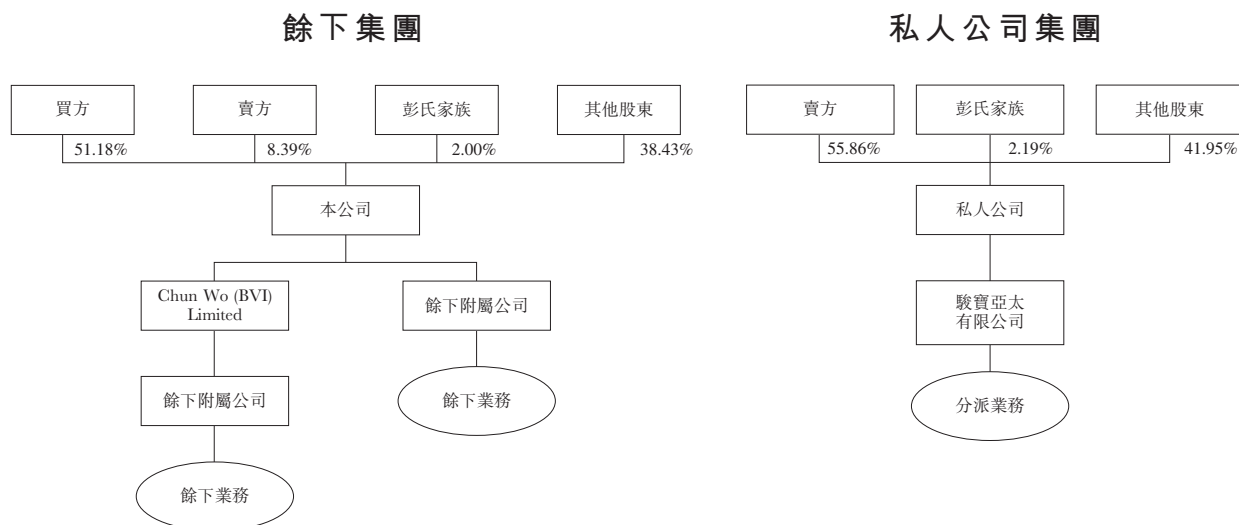 餘下集團
買方
賣方
彭氏家族
其他股東
51.18%
8.39%
2.00%
38.43%
本公司
Chun Wo (BVI)
Limited
餘下附屬公司
餘下附屬公司
餘下業務
餘下業務
私人公司集團
賣方
彭氏家族
其他股東
55.86%
2.19%
41.95%
私人公司
駿寶亞太
有限公司
分派業務